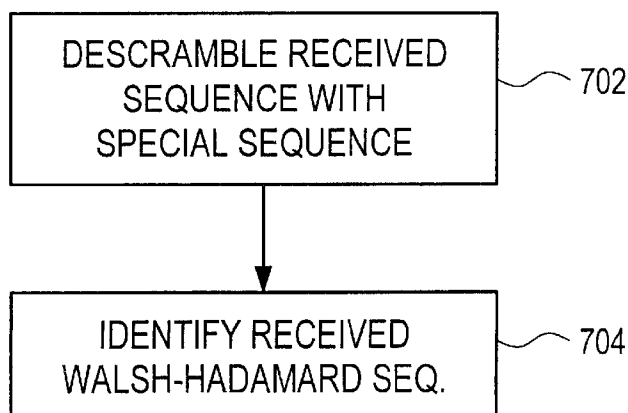 DESCRAMBLE RECEIVED
SEQUENCE WITH
SPECIAL SEQUENCE
702
IDENTIFY RECEIVED
WALSH-HADAMARD SEQ.
704